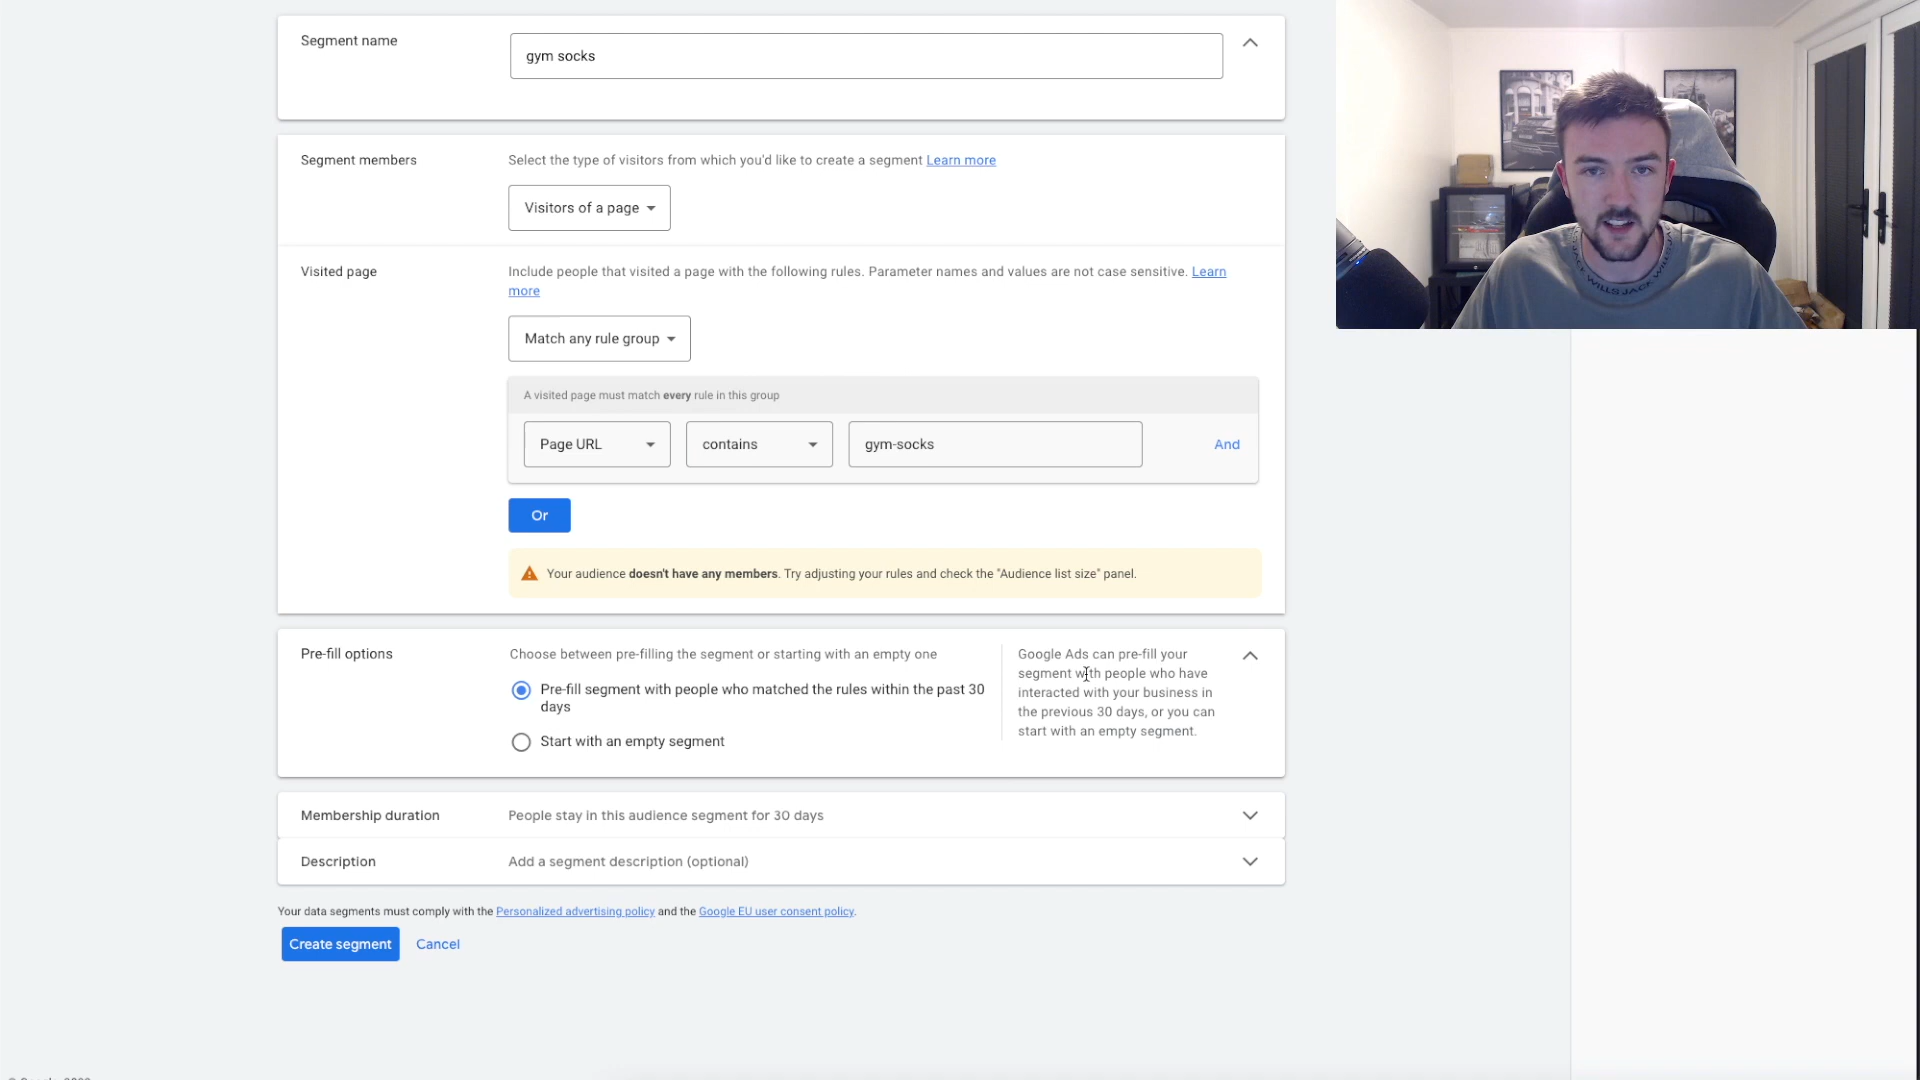 Segment name
gym socks
Segment members
Select the type of visitors from which you'd like to create a segment Learn more
Visitors of a page
Visited page
Include people that visited a page with the following rules. Parameter names and values are not case sensitive. Learn
more
Match any rule group
A visited page must match every rule in this group
Page URL
contains
gym-socks
And
Or
Your audience doesn't have any members. Try adjusting your rules and check the "Audience list size" panel.
Pre-fill options
Choose between pre-filling the segment or starting with an empty one
Pre-fill segment with people who matched the rules within the past 30
days
Start with an empty segment
Google Ads can pre-fill your
segment with people who have
interacted with your business in
the previous 30 days, or you can
start with an empty segment.
Membership duration
People stay in this audience segment for 30 days
Description
Add a segment description (optional)
Your data segments must comply with the Personalized advertising policy and the Google EU user consent policy.
Create segment
Cancel